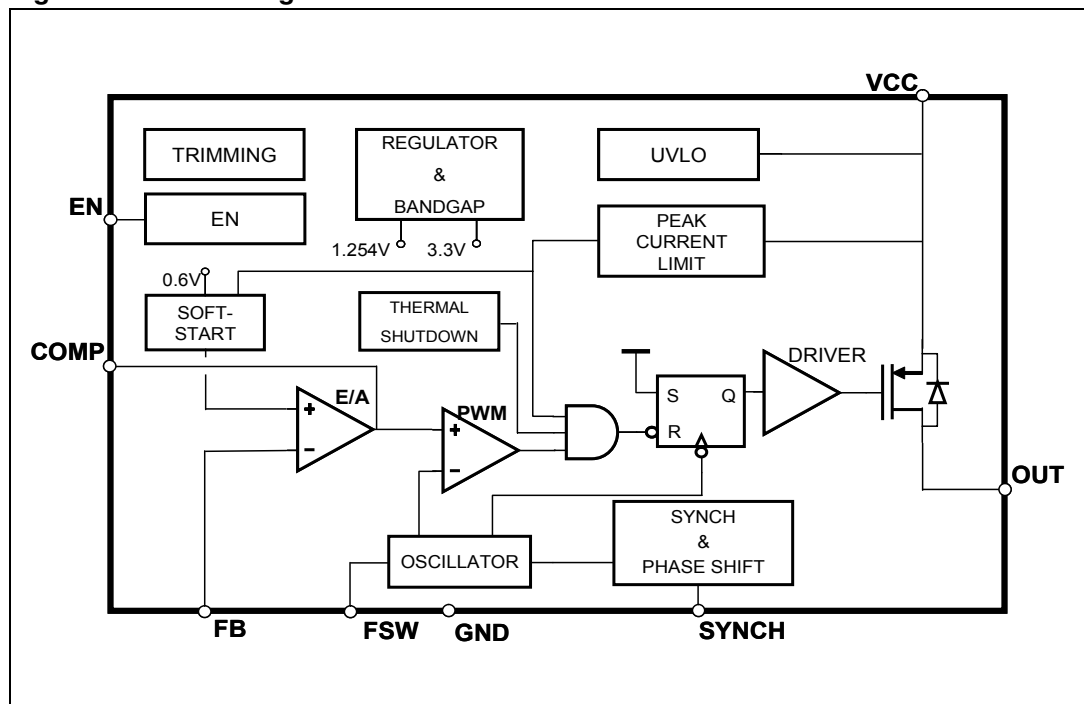 VCC
TRIMMING
REGULATOR
&
BANDGAP
UVLO
EN
EN
PEAK
CURRENT
LIMIT
1.254V
3.3V
0.6V
SOFT-
START
THERMAL
SHUTDOWN
COMP
DRIVER
E/A
PWM
+
-
+
-
S
Q
R
OUT
SYNCH
&
PHASE SHIFT
OSCILLATOR
FB
FSW
GND
SYNCH